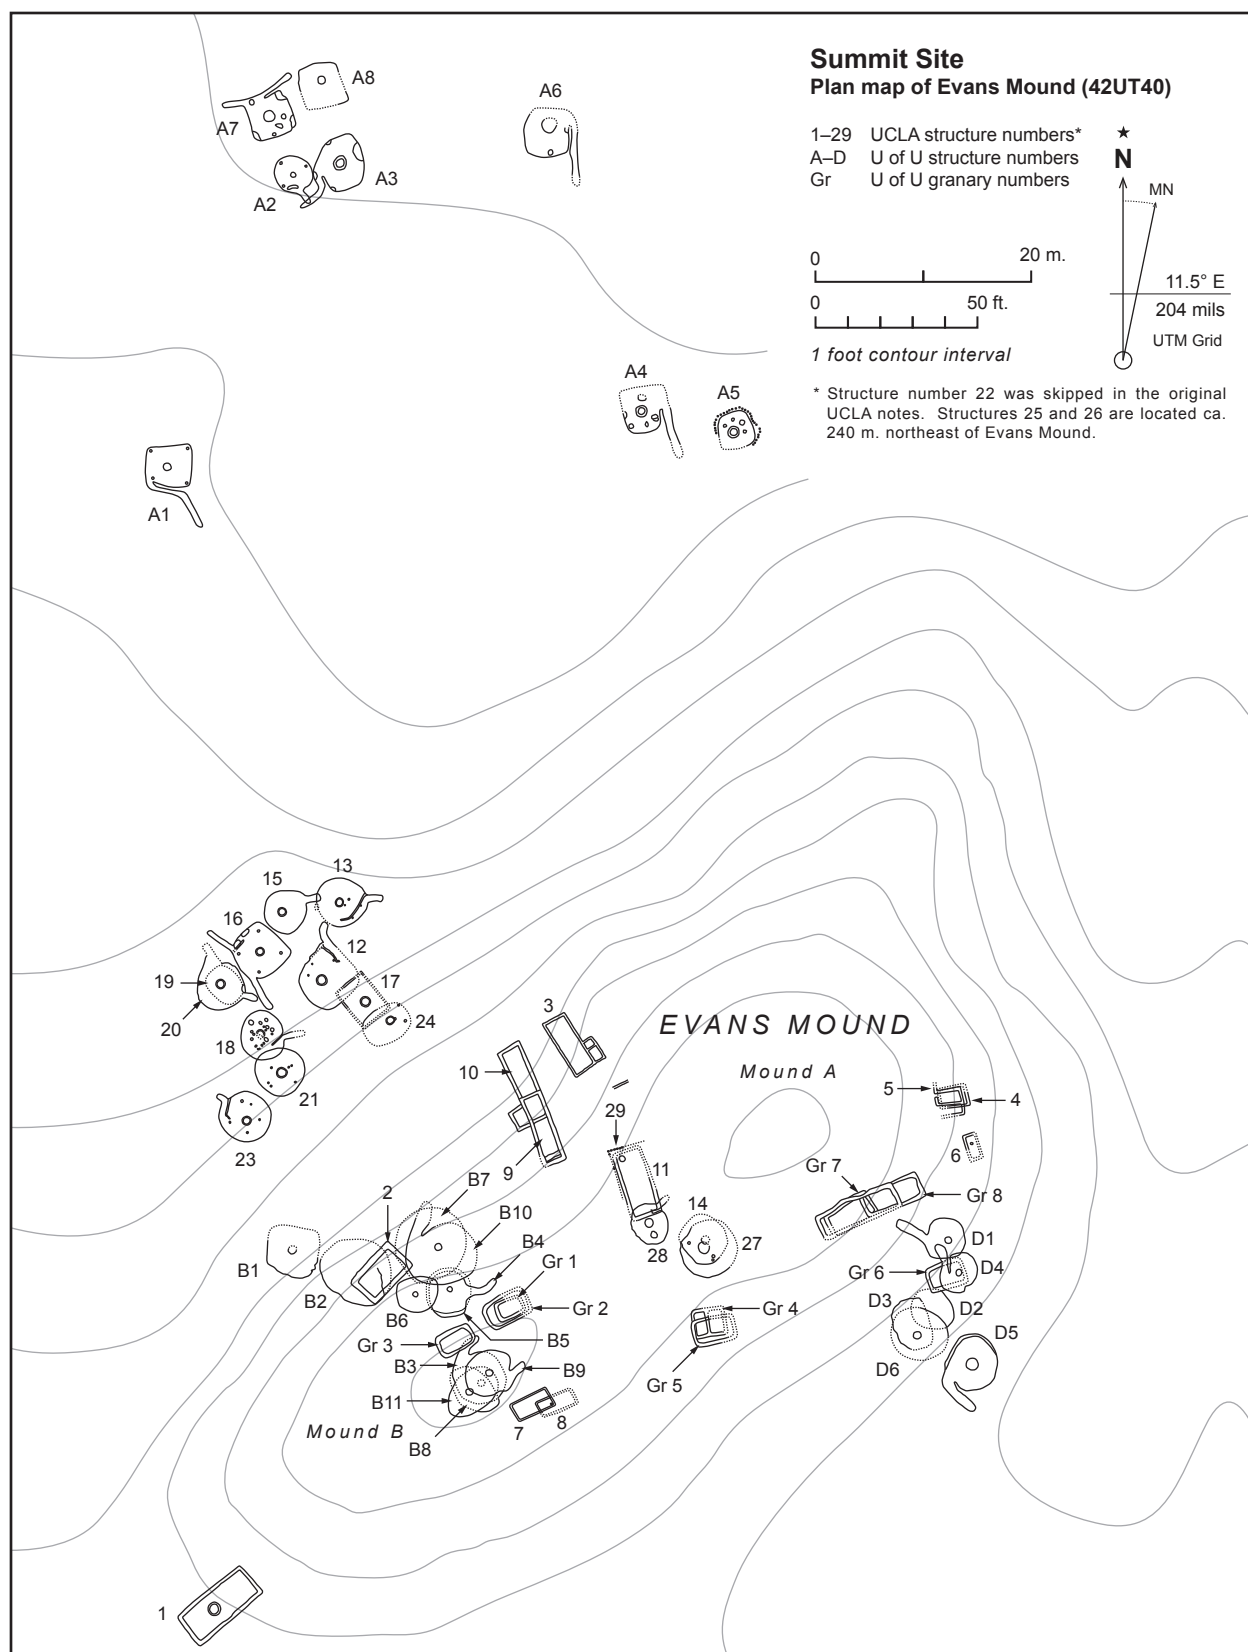 Summit Site
Plan map of Evans Mound (42UT40)
1–29 UCLA structure numbers*
A–D U of U structure numbers
Gr U of U granary numbers
N
MN
0 20 m.
0 50 ft.
11.5° E
204 mils
UTM Grid
1 foot contour interval
* Structure number 22 was skipped in the original
UCLA notes. Structures 25 and 26 are located ca.
240 m. northeast of Evans Mound.
A8
A7
A6
A3
A2
A4
A5
A1
13
15
16
12
19
17
20
24
18
3
EVANS MOUND
10
Mound A
21
5
4
29
23
6
9
11
Gr 7
2
B7
Gr 8
14
B10
27
28
D1
B4
B1
Gr 1
Gr 6
D4
B2
B6
Gr 2
Gr 4
D3
D2
B5
Gr 3
D5
B3
B9
D6
Gr 5
B11
Mound B
7
8
B8
1